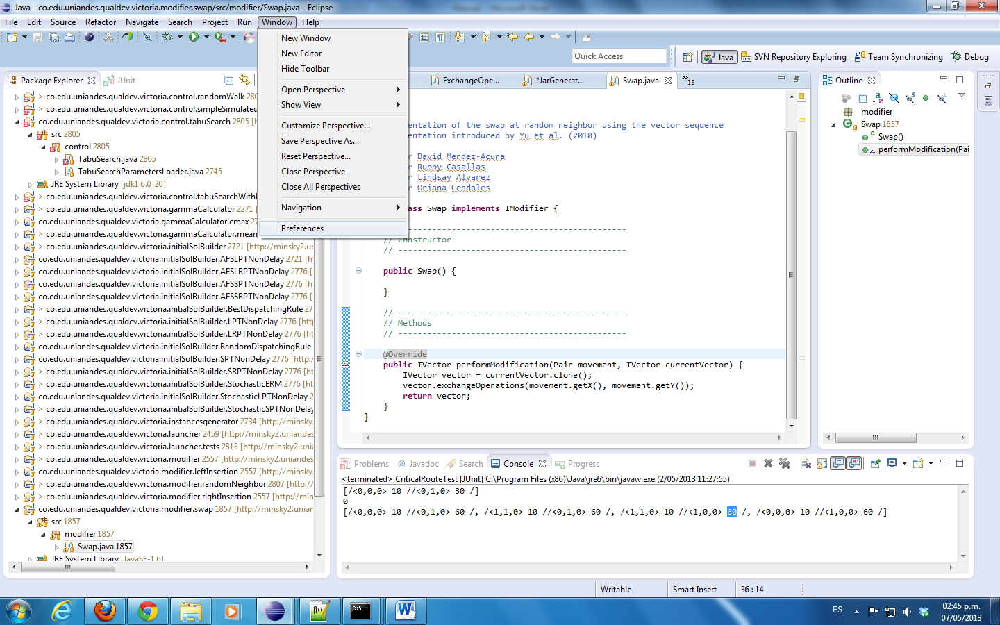 Java - co.edu.uniandes.qualdev.victoria.modifier.swap/src/modifier/Swap.java - Eclipse
File Edit Source Refactor Navigate Search Project Run Window Help
New Window
New Editor
Hide Toolbar
Open Perspective
Show View
Customize Perspective...
Save Perspective As...
Reset Perspective...
Close Perspective
Close All Perspectives
Navigation
Preferences
Quick Access
Java SVN Repository Exploring Team Synchronizing Debug
Package Explorer JUnit
> co.edu.uniandes.qualdev.victoria.control.randomWalk 280
> co.edu.uniandes.qualdev.victoria.control.simpleSimulated
co.edu.uniandes.qualdev.victoria.control.tabuSearch 2805 [h
src 2805
control 2805
TabuSearch.java 2805
TabuSearchParametersLoader.java 2745
JRE System Library [jdk1.6.0_20]
> co.edu.uniandes.qualdev.victoria.control.tabuSearchWith
> co.edu.uniandes.qualdev.victoria.gammaCalculator 2271 [
co.edu.uniandes.qualdev.victoria.gammaCalculator.cmax 2
> co.edu.uniandes.qualdev.victoria.gammaCalculator.mean
> co.edu.uniandes.qualdev.victoria.initialSolBuilder 2721 [http://minsky2.un
co.edu.uniandes.qualdev.victoria.initialSolBuilder.AFSLPTNonDelay 2721 [h
co.edu.uniandes.qualdev.victoria.initialSolBuilder.AFSLRPTNonDelay 2776 [
co.edu.uniandes.qualdev.victoria.initialSolBuilder.AFSSPTNonDelay 2776 [h
co.edu.uniandes.qualdev.victoria.initialSolBuilder.AFSSRPTNonDelay 2776 [
> co.edu.uniandes.qualdev.victoria.initialSolBuilder.BestDispatchingRule 27
> co.edu.uniandes.qualdev.victoria.initialSolBuilder.LPTNonDelay 2776 [http
> co.edu.uniandes.qualdev.victoria.initialSolBuilder.LRPTNonDelay 2776 [ht
co.edu.uniandes.qualdev.victoria.initialSolBuilder.RandomDispatchingRule
> co.edu.uniandes.qualdev.victoria.initialSolBuilder.SPTNonDelay 2776 [http:/
> co.edu.uniandes.qualdev.victoria.initialSolBuilder.SRPTNonDelay 2776 [ht
> co.edu.uniandes.qualdev.victoria.initialSolBuilder.StochasticERM 2776 [htt
co.edu.uniandes.qualdev.victoria.initialSolBuilder.StochasticLPTNonDelay
> co.edu.uniandes.qualdev.victoria.initialSolBuilder.StochasticSPTNonDelay
> co.edu.uniandes.qualdev.victoria.instancesgenerator 2734 [http://minsky.
> co.edu.uniandes.qualdev.victoria.launcher 2459 [http://minsky2.uniandes.
> co.edu.uniandes.qualdev.victoria.launcher.tests 2813 [http://minsky2.unia
> co.edu.uniandes.qualdev.victoria.modifier 2557 [http://minsky2.uniandes
co.edu.uniandes.qualdev.victoria.modifier.leftInsertion 2557 [http://minsky
> co.edu.uniandes.qualdev.victoria.modifier.randomNeighbor 2807 [http://
> co.edu.uniandes.qualdev.victoria.modifier.rightInsertion 2557 [http://min
co.edu.uniandes.qualdev.victoria.modifier.swap 1857 [http://minsky2.unian
src 1857
modifier 1857
Swap.java 1857
JRE System Library [JavaSE-1.6]
ExchangeOpe... *JarGenerat... Swap.java »15
entation of the swap at random neighbor using the vector sequence
entation introduced by Yu et al. (2010)
r David Mendez-Acuna
r Rubby Casallas
r Lindsay Alvarez
r Oriana Cendales
ass Swap implements IModifier {
-----------------------------------------------
// Constructor
// -----------------------------------------------
public Swap() {
}
// -----------------------------------------------
// Methods
// -----------------------------------------------
@Override
public IVector performModification(Pair movement, IVector currentVector) {
IVector vector = currentVector.clone();
vector.exchangeOperations(movement.getX(), movement.getY());
return vector;
}
}
Outline
modifier
Swap 1857
Swap()
performModification(Pai
Problems @ Javadoc Search Console Progress
<terminated> CriticalRouteTest [JUnit] C:\Program Files (x86)\Java\jre6\bin\javaw.exe (2/05/2013 11:27:55)
[/<0,0,0> 10 //<0,1,0> 30 /]
0
[/<0,0,0> 10 //<0,1,0> 60 /, /<1,1,0> 10 //<0,1,0> 60 /, /<1,1,0> 10 //<1,0,0> 60 /, /<0,0,0> 10 //<1,0,0> 60 /]
Writable Smart Insert 36 : 14
ES 02:45 p.m.
07/05/2013